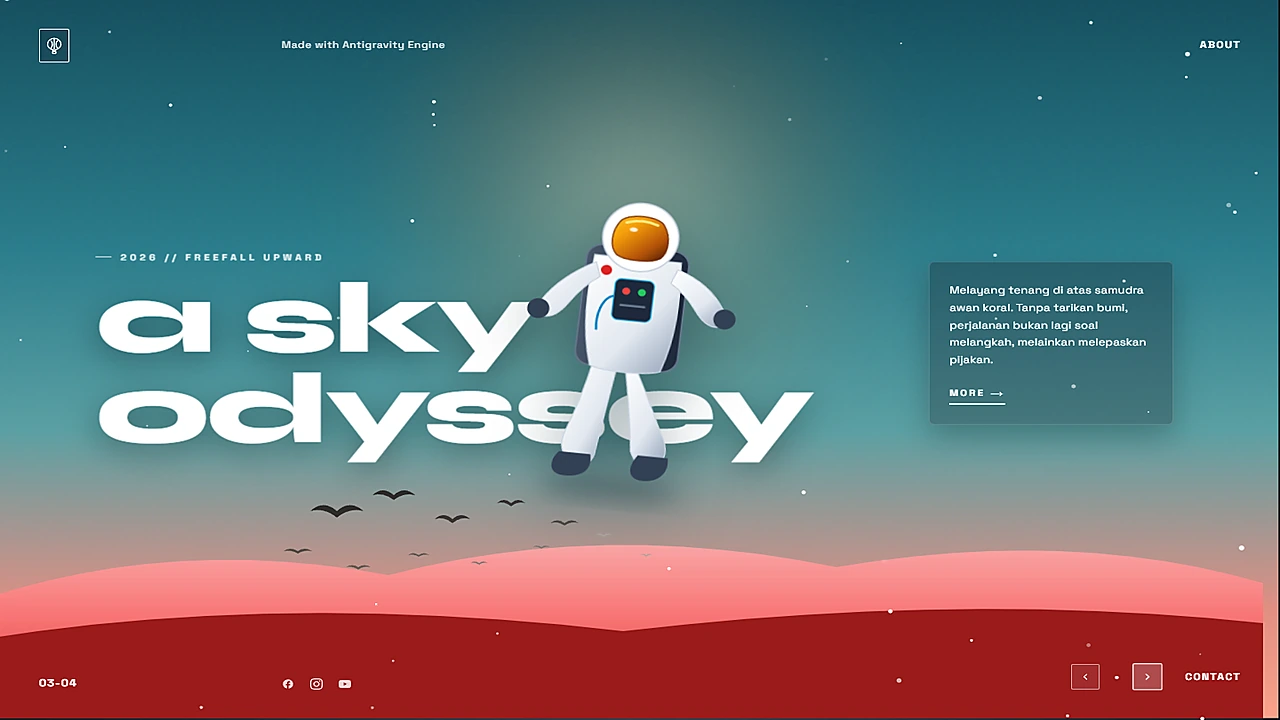 Made with Antigravity Engine
ABOUT
2026 // FREEFALL UPWARD
a sky
odyssey
Melayang tenang di atas samudra
awan koral. Tanpa tarikan bumi,
perjalanan bukan lagi soal
melangkah, melainkan melepaskan
pijakan.
MORE →
03-04
CONTACT